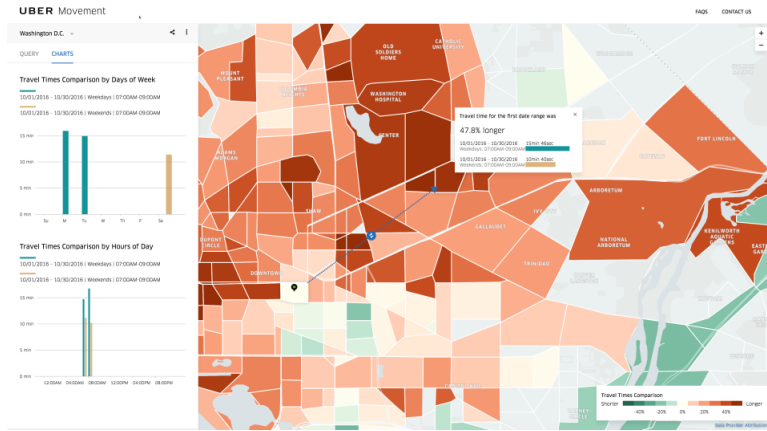 UBER Movement
FAQS CONTACT US
Washington D.C.
QUERY CHARTS
Travel Times Comparison by Days of Week
10/01/2016 - 10/30/2016 | Weekdays | 07:00AM-09:00AM
10/01/2016 - 10/30/2016 | Weekends | 07:00AM-09:00AM
15 min
10 min
5 min
0 min
Su M Tu W Th F Sa
Travel Times Comparison by Hours of Day
10/01/2016 - 10/30/2016 | Weekdays | 07:00AM-09:00AM
10/01/2016 - 10/30/2016 | Weekends | 07:00AM-09:00AM
15 min
10 min
5 min
0 min
12:00AM 04:00AM 08:00AM 12:00PM 04:00PM 08:00PM
OLD
SOLDIERS
HOME
CATHOLIC
UNIVERSITY
MOUNT
PLEASANT
COLUMBIA
HEIGHTS
WASHINGTON
HOSPITAL
CENTER
ADAMS
MORGAN
SHAW
DUPONT
CIRCLE
DOWNTOWN
GALLAUDET
IVY
TRINIDAD
FORT LINCOLN
ARBORETUM
NATIONAL
ARBORETUM
KENILWORTH
AQUATIC
GARDENS
EAST
Travel time for the first date range was
47.8% longer
10/01/2016 - 10/30/2016
Weekdays, 07:00AM-09:00AM
15min 46sec
10/01/2016 - 10/30/2016
Weekends, 07:00AM-09:00AM
10min 40sec
Travel Times Comparison
Shorter Longer
-40% -20% 0% 20% 40%
Data Provider Attributions